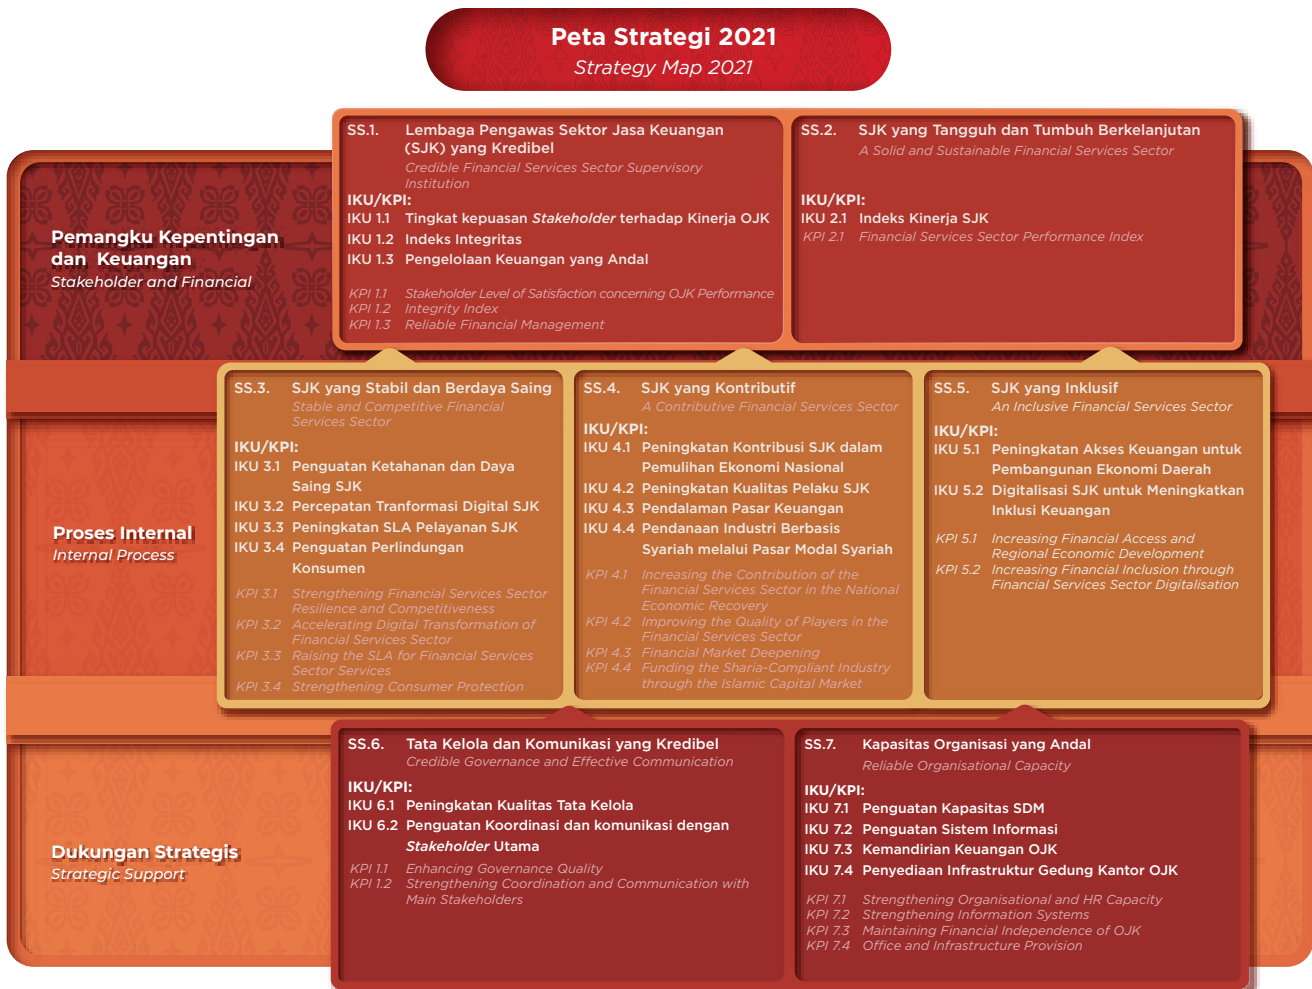 Peta Strategi 2021
Strategy Map 2021
Pemangku Kepentingan
dan Keuangan
Stakeholder and Financial
SS.1. Lembaga Pengawas Sektor Jasa Keuangan
(SJK) yang Kredibel
Credible Financial Services Sector Supervisory
Institution
IKU/KPI:
IKU 1.1 Tingkat kepuasan Stakeholder terhadap Kinerja OJK
IKU 1.2 Indeks Integritas
IKU 1.3 Pengelolaan Keuangan yang Andal
KPI 1.1 Stakeholder Level of Satisfaction concerning OJK Performance
KPI 1.2 Integrity Index
KPI 1.3 Reliable Financial Management
SS.2. SJK yang Tangguh dan Tumbuh Berkelanjutan
A Solid and Sustainable Financial Services Sector
IKU/KPI:
IKU 2.1 Indeks Kinerja SJK
KPI 2.1 Financial Services Sector Performance Index
Proses Internal
Internal Process
SS.3. SJK yang Stabil dan Berdaya Saing
Stable and Competitive Financial
Services Sector
IKU/KPI:
IKU 3.1 Penguatan Ketahanan dan Daya
Saing SJK
IKU 3.2 Percepatan Tranformasi Digital SJK
IKU 3.3 Peningkatan SLA Pelayanan SJK
IKU 3.4 Penguatan Perlindungan
Konsumen
KPI 3.1 Strengthening Financial Services Sector
Resilience and Competitiveness
KPI 3.2 Accelerating Digital Transformation of
Financial Services Sector
KPI 3.3 Raising the SLA for Financial Services
Sector Services
KPI 3.4 Strengthening Consumer Protection
SS.4. SJK yang Kontributif
A Contributive Financial Services Sector
IKU/KPI:
IKU 4.1 Peningkatan Kontribusi SJK dalam
Pemulihan Ekonomi Nasional
IKU 4.2 Peningkatan Kualitas Pelaku SJK
IKU 4.3 Pendalaman Pasar Keuangan
IKU 4.4 Pendanaan Industri Berbasis
Syariah melalui Pasar Modal Syariah
KPI 4.1 Increasing the Contribution of the
Financial Services Sector in the National
Economic Recovery
KPI 4.2 Improving the Quality of Players in the
Financial Services Sector
KPI 4.3 Financial Market Deepening
KPI 4.4 Funding the Sharia-Compliant Industry
through the Islamic Capital Market
SS.5. SJK yang Inklusif
An Inclusive Financial Services Sector
IKU/KPI:
IKU 5.1 Peningkatan Akses Keuangan untuk
Pembangunan Ekonomi Daerah
IKU 5.2 Digitalisasi SJK untuk Meningkatkan
Inklusi Keuangan
KPI 5.1 Increasing Financial Access and
Regional Economic Development
KPI 5.2 Increasing Financial Inclusion through
Financial Services Sector Digitalisation
Dukungan Strategis
Strategic Support
SS.6. Tata Kelola dan Komunikasi yang Kredibel
Credible Governance and Effective Communication
IKU/KPI:
IKU 6.1 Peningkatan Kualitas Tata Kelola
IKU 6.2 Penguatan Koordinasi dan komunikasi dengan
Stakeholder Utama
KPI 1.1 Enhancing Governance Quality
KPI 1.2 Strengthening Coordination and Communication with
Main Stakeholders
SS.7. Kapasitas Organisasi yang Andal
Reliable Organisational Capacity
IKU/KPI:
IKU 7.1 Penguatan Kapasitas SDM
IKU 7.2 Penguatan Sistem Informasi
IKU 7.3 Kemandirian Keuangan OJK
IKU 7.4 Penyediaan Infrastruktur Gedung Kantor OJK
KPI 7.1 Strengthening Organisational and HR Capacity
KPI 7.2 Strengthening Information Systems
KPI 7.3 Maintaining Financial Independence of OJK
KPI 7.4 Office and Infrastructure Provision